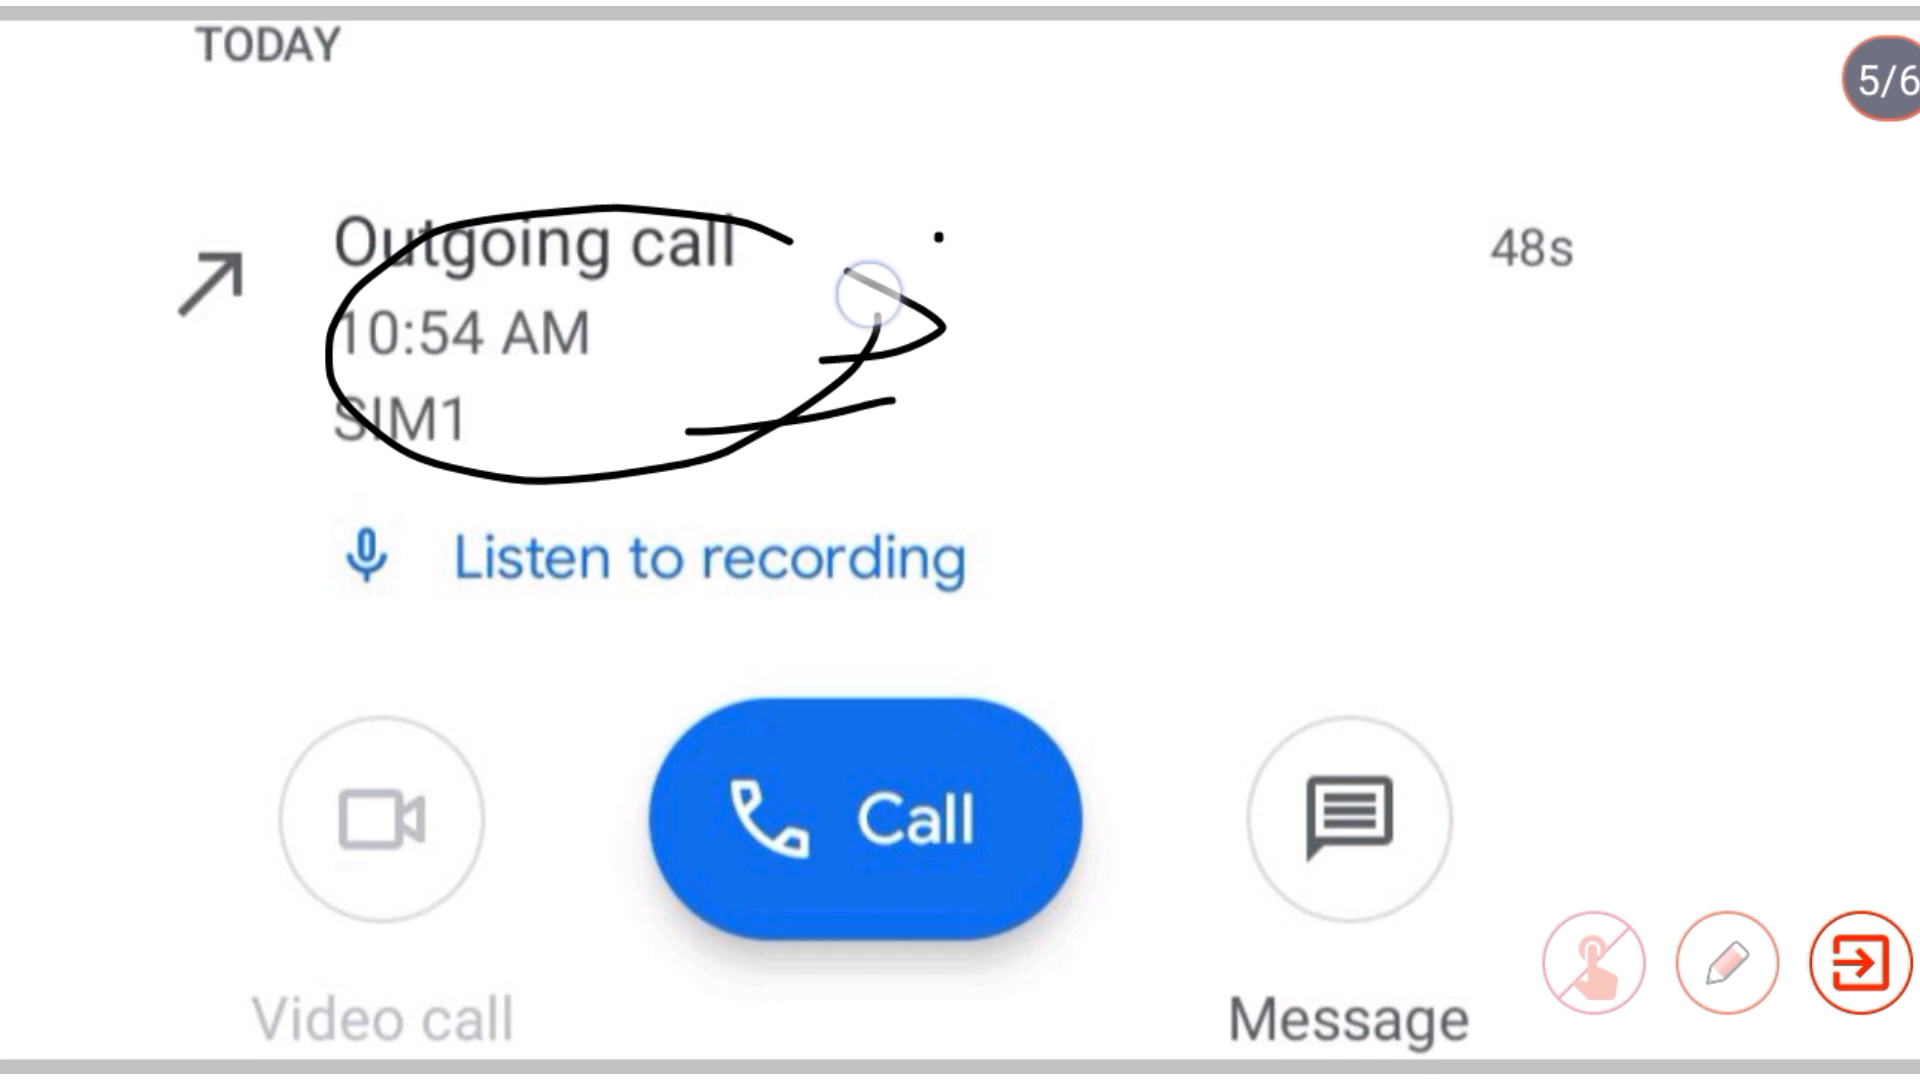 TODAY
5/6
Outgoing call
48s
10:54 AM
SIM1
Listen to recording
Call
Video call
Message